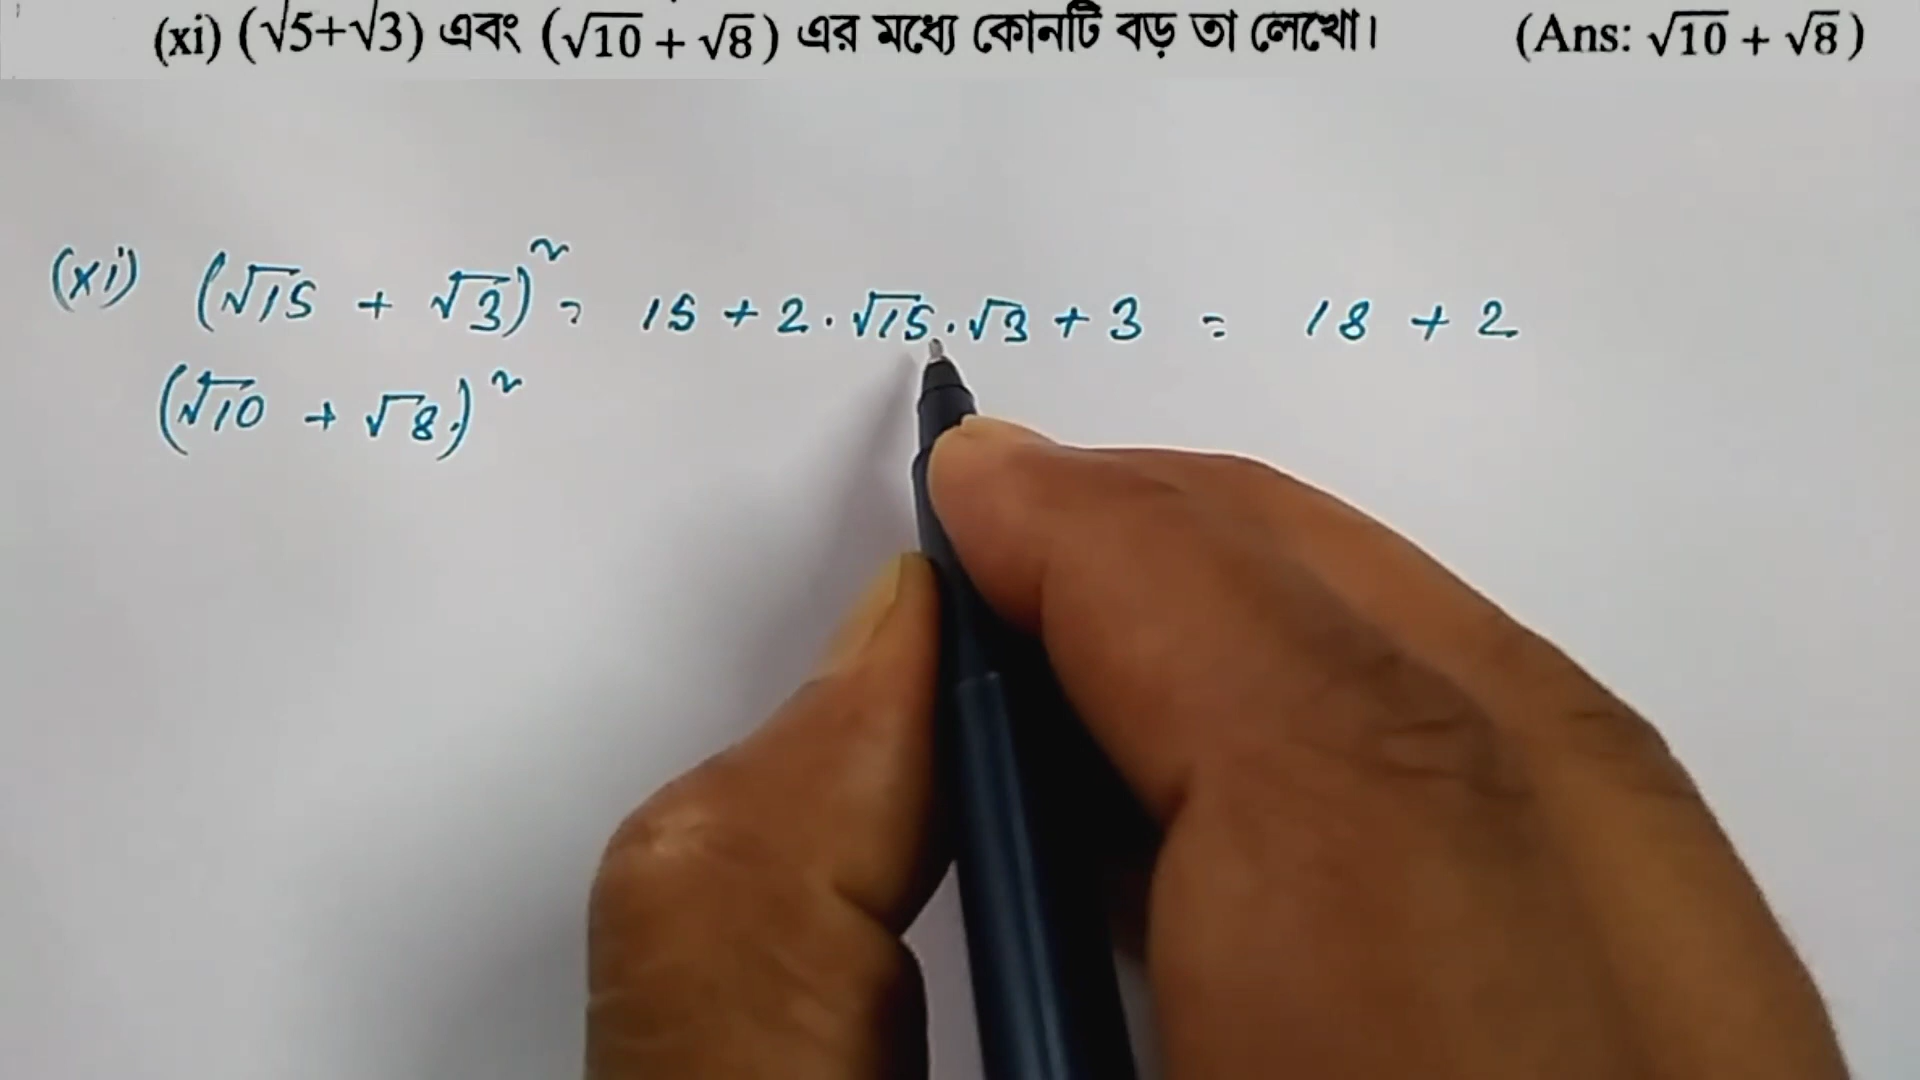 (xi) (√5+√3) এবং (√10 + √8) এর মধ্যে কোনটি বড় তা লেখো। (Ans: √10 + √8)
(xi) (√15 + √3)² = 15 + 2·√15·√3 + 3 = 18 + 2
(√10 + √8)²